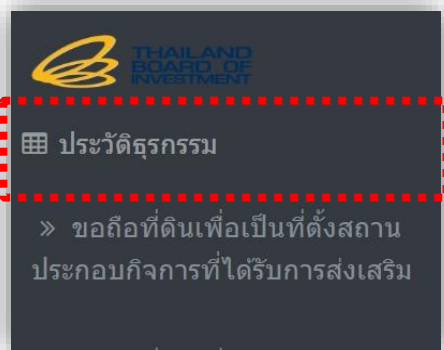 THAILAND
BOARD OF
INVESTMENT
ประวัติธุรกรรม
» ขอถือที่ดินเพื่อเป็นที่ตั้งสถาน
ประกอบกิจการที่ได้รับการส่งเสริม